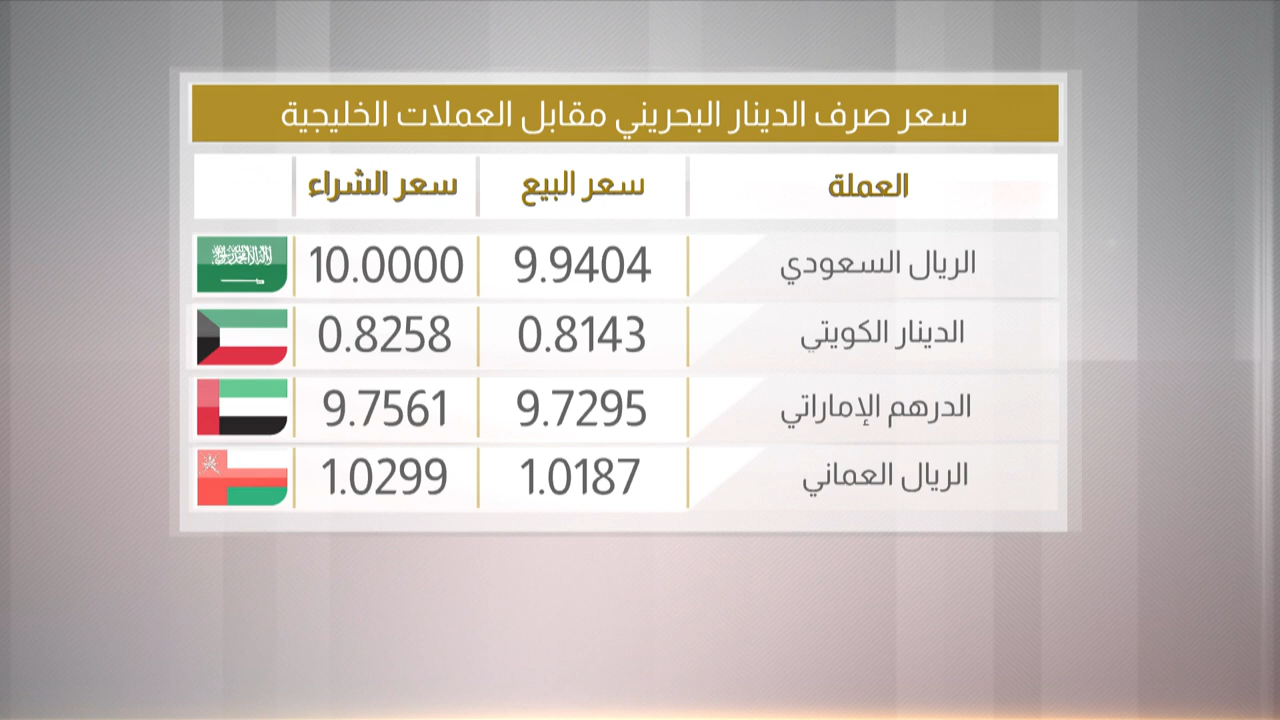 سعر صرف الدينار البحريني مقابل العملات الخليجية
العملة سعر البيع سعر الشراء
الريال السعودي 9.9404 10.0000
الدينار الكويتي 0.8143 0.8258
الدرهم الإماراتي 9.7295 9.7561
الريال العماني 1.0187 1.0299